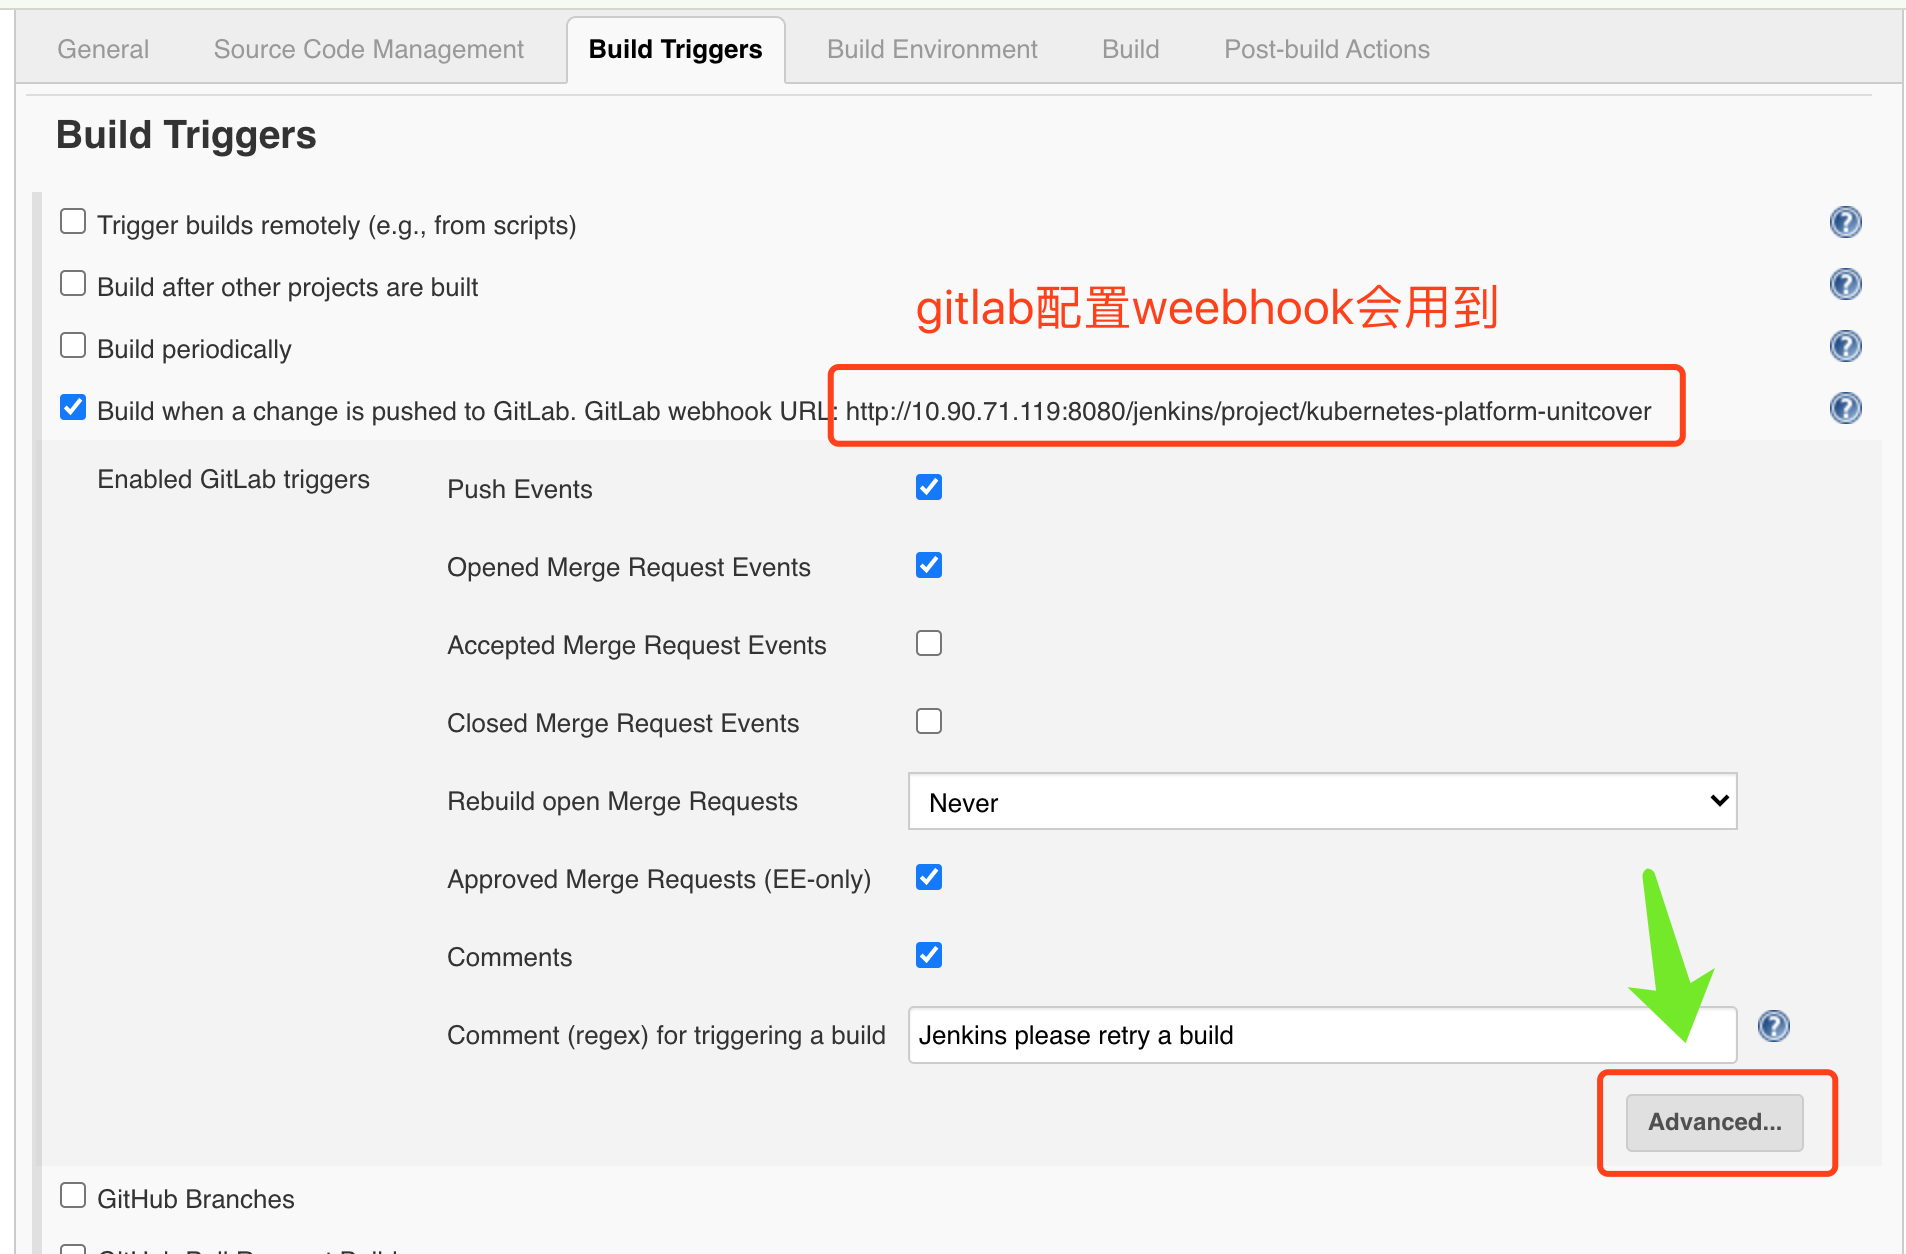 General Source Code Management Build Triggers Build Environment Build Post-build Actions
Build Triggers
Trigger builds remotely (e.g., from scripts)
Build after other projects are built
gitlab配置weebhook会用到
Build periodically
Build when a change is pushed to GitLab. GitLab webhook URL: http://10.90.71.119:8080/jenkins/project/kubernetes-platform-unitcover
Enabled GitLab triggers
Push Events
Opened Merge Request Events
Accepted Merge Request Events
Closed Merge Request Events
Rebuild open Merge Requests Never
Approved Merge Requests (EE-only)
Comments
Comment (regex) for triggering a build Jenkins please retry a build
Advanced...
GitHub Branches